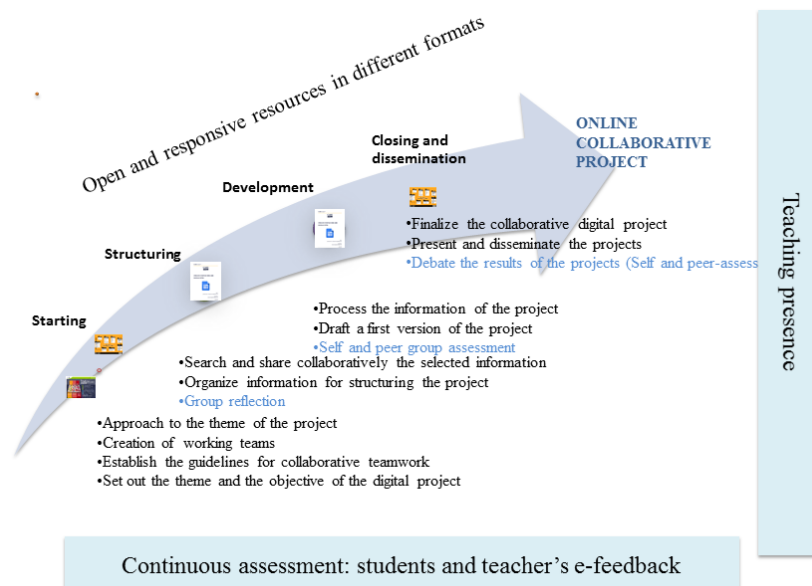 Open and responsive resources in different formats
ONLINE
COLLABORATIVE
PROJECT
Closing and
dissemination
Development
Structuring
Starting
•Finalize the collaborative digital project
•Present and disseminate the projects
•Debate the results of the projects (Self and peer-assess
•Process the information of the project
•Draft a first version of the project
•Self and peer group assessment
•Search and share collaboratively the selected information
•Organize information for structuring the project
•Group reflection
•Approach to the theme of the project
•Creation of working teams
•Establish the guidelines for collaborative teamwork
•Set out the theme and the objective of the digital project
Teaching presence
Continuous assessment: students and teacher's e-feedback